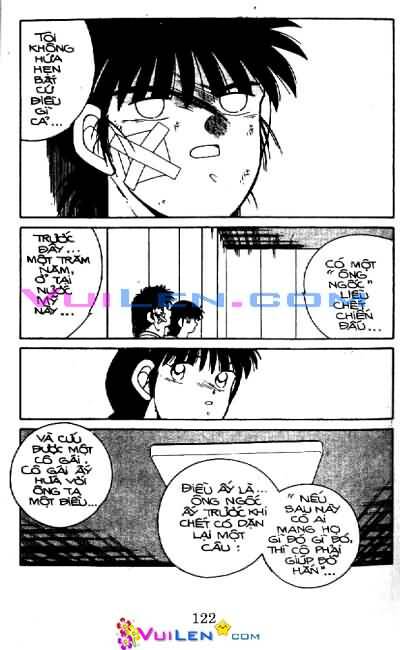 TÔI
KHÔNG
HỨA
HẸN
BẤT
CỨ
ĐIỀU
GÌ
CẢ...
TRƯỚC
ĐÂY...
MỘT TRĂM
NĂM,
Ở TẠI
NƯỚC
MỸ
NÀY...
CÓ MỘT
"ÔNG
NGỐC"
LIỀU
CHẾT
CHIẾN
ĐẤU...
VUILEN.COM
VÀ CỨU
ĐƯỢC MỘT
CÔ GÁI.
CÔ GÁI ẤY
HỨA VỚI
ÔNG TA
MỘT ĐIỀU...
ĐIỀU ẤY LÀ...
ÔNG NGỐC
ẤY TRƯỚC KHI
CHẾT CÓ DẶN
LẠI MỘT
CÂU:
"NẾU
SAU NÀY
CÓ AI
MANG HỌ
GÌ ĐÓ GÌ ĐÓ,
THÌ CÔ PHẢI
GIÚP ĐỠ
HẮN"...
122
VUILEN.COM